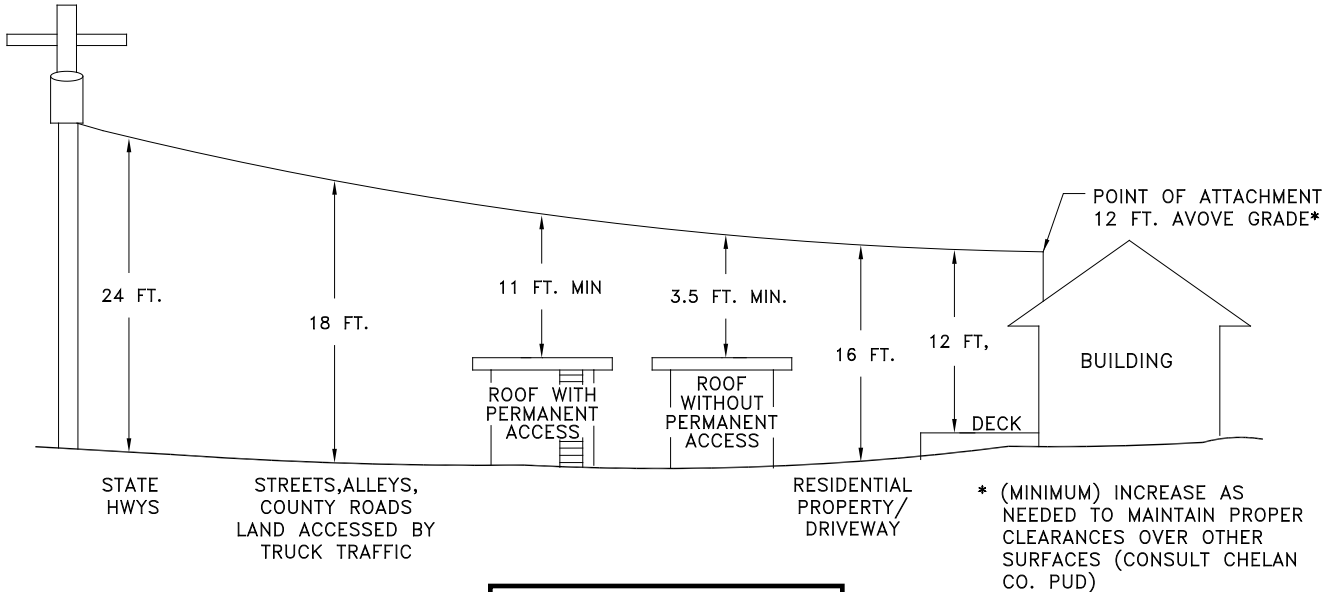 POINT OF ATTACHMENT
12 FT. AVOVE GRADE*
24 FT.
18 FT.
11 FT. MIN
3.5 FT. MIN.
16 FT.
12 FT,
BUILDING
ROOF WITH
PERMANENT
ACCESS
ROOF
WITHOUT
PERMANENT
ACCESS
DECK
STATE
HWYS
STREETS,ALLEYS,
COUNTY ROADS
LAND ACCESSED BY
TRUCK TRAFFIC
RESIDENTIAL
PROPERTY/
DRIVEWAY
* (MINIMUM) INCREASE AS
NEEDED TO MAINTAIN PROPER
CLEARANCES OVER OTHER
SURFACES (CONSULT CHELAN
CO. PUD)